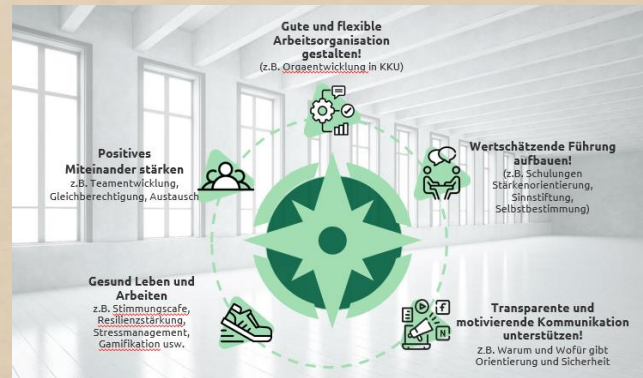 Gute und flexible
Arbeitsorganisation
gestalten!
(z.B. Orgaentwicklung in KKU)
Positives
Miteinander stärken
z.B. Teamentwicklung,
Gleichberechtigung, Austausch
Wertschätzende Führung
aufbauen!
(z.B. Schulungen
Stärkenorientierung,
Sinnstiftung,
Selbstbestimmung)
Gesund Leben und
Arbeiten
z.B. Stimmungscafe,
Resilienzstärkung,
Stressmanagement,
Gamifikation usw.
Transparente und
motivierende Kommunikation
unterstützen!
z.B. Warum und Wofür gibt
Orientierung und Sicherheit